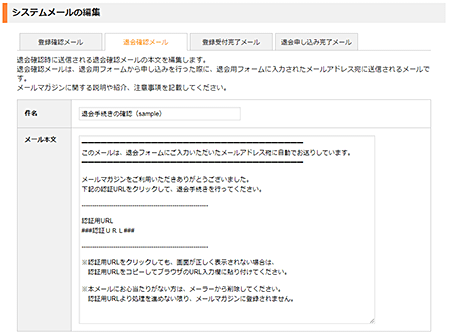 システムメールの編集
登録確認メール
退会確認メール
登録受付完了メール
退会申し込み完了メール
退会確認時に送信される退会確認メールの本文を編集します。
退会確認メールは、退会用フォームから申し込みを行った際に、退会用フォームに入力されたメールアドレス宛に送信されるメールで
す。
メールマガジンに関する説明や紹介、注意事項を記載してください。
件名
退会手続きの確認（sample）
メール本文
このメールは、退会フォームにご入力いただいたメールアドレス宛に自動でお送りしています。
メールマガジンをご利用いただきありがとうございました。
下記の認証URLをクリックして、退会手続きを行ってください。
認証用URL
###認証ＵＲＬ###
※認証用URLをクリックしても、画面が正しく表示されない場合は、
認証用URLをコピーしてブラウザのURL入力欄に貼り付けてください。
※本メールにお心当たりがない方は、メーラーから削除してください。
認証用URLより処理を進めない限り、メールマガジンに登録されません。